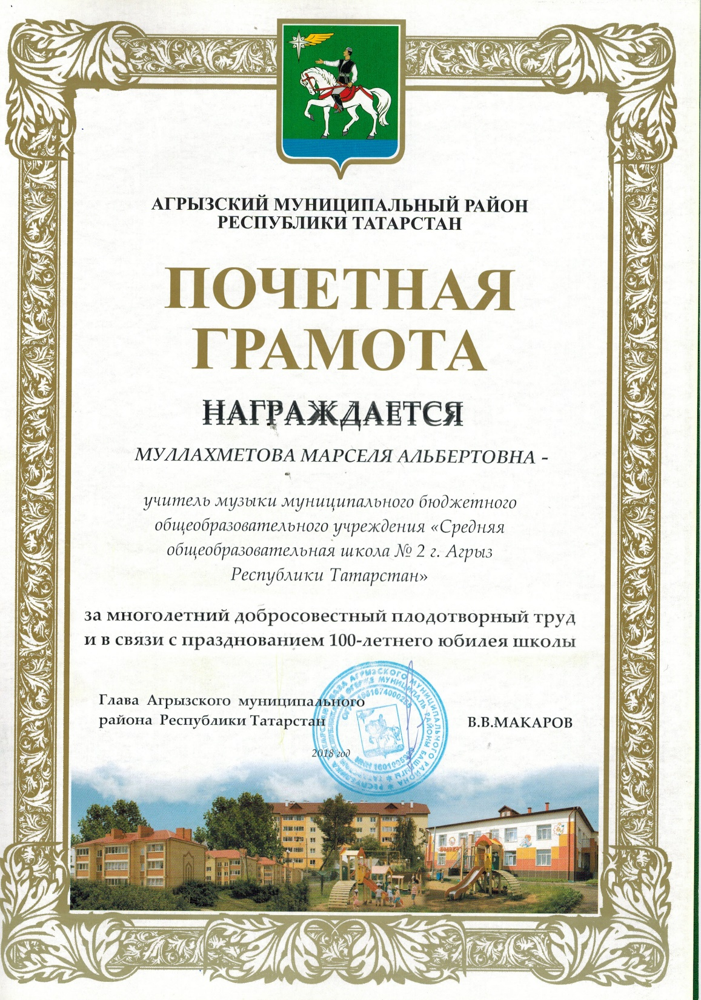 АГРЫЗСКИЙ МУНИЦИПАЛЬНЫЙ РАЙОН
РЕСПУБЛИКИ ТАТАРСТАН
ПОЧЕТНАЯ
ГРАМОТА
НАГРАЖДАЕТСЯ
МУЛЛАХМЕТОВА МАРСЕЛЯ АЛЬБЕРТОВНА -
учитель музыки муниципального бюджетного
общеобразовательного учреждения «Средняя
общеобразовательная школа № 2 г. Агрыз
Республики Татарстан»
за многолетний добросовестный плодотворный труд
и в связи с празднованием 100-летнего юбилея школы
Глава Агрызского муниципального
района Республики Татарстан
В.В.МАКАРОВ
2018 год